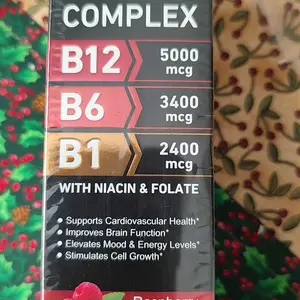 COMPLEX
B12 5000 mcg
B6 3400 mcg
B1 2400 mcg
WITH NIACIN & FOLATE
• Supports Cardiovascular Health*
• Improves Brain Function*
• Elevates Mood & Energy Levels*
• Stimulates Cell Growth*
Raspberry